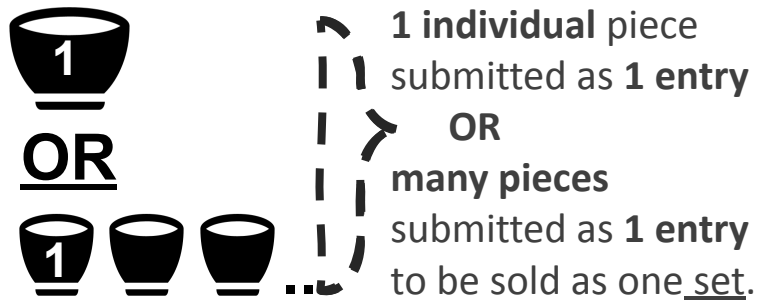 1
OR
1 ...
1 individual piece
submitted as 1 entry
OR
many pieces
submitted as 1 entry
to be sold as one set.